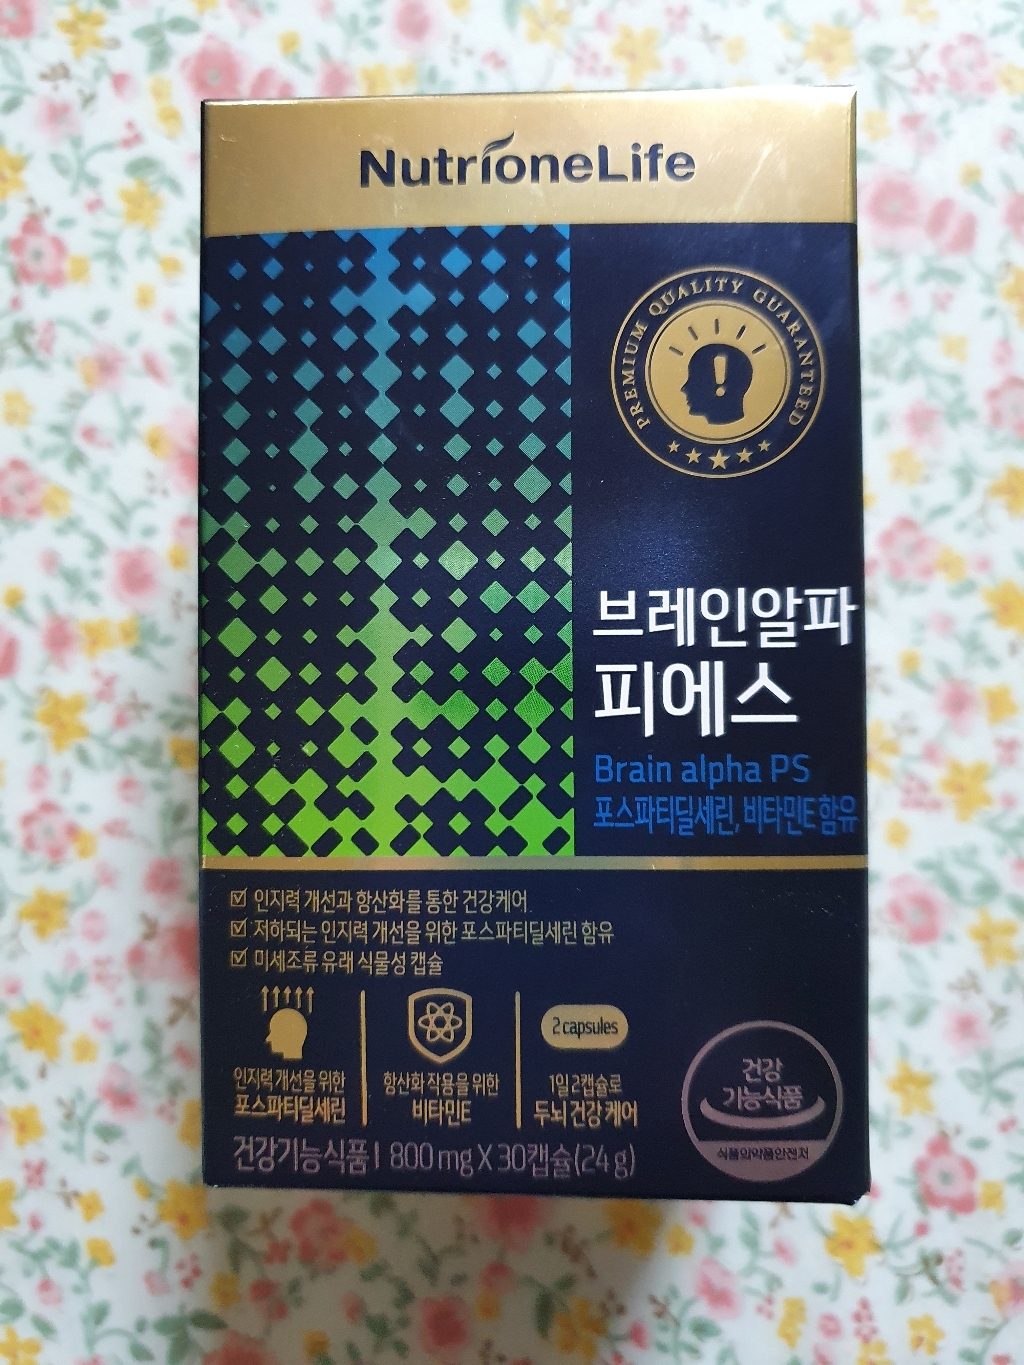 NutrioneLife
PREMIUM QUALITY GUARANTEED
브레인알파
피에스
Brain alpha PS
포스파티딜세린, 비타민E 함유
인지력 개선과 항산화를 통한 건강케어
저하되는 인지력 개선을 위한 포스파티딜세린 함유
미세조류 유래 식물성 캡슐
인지력 개선을 위한
포스파티딜세린
항산화 작용을 위한
비타민E
2 capsules
1일 2캡슐로
두뇌 건강 케어
건강
기능식품
식품의약품안전처
건강기능식품 | 800 mg X 30캡슐(24 g)